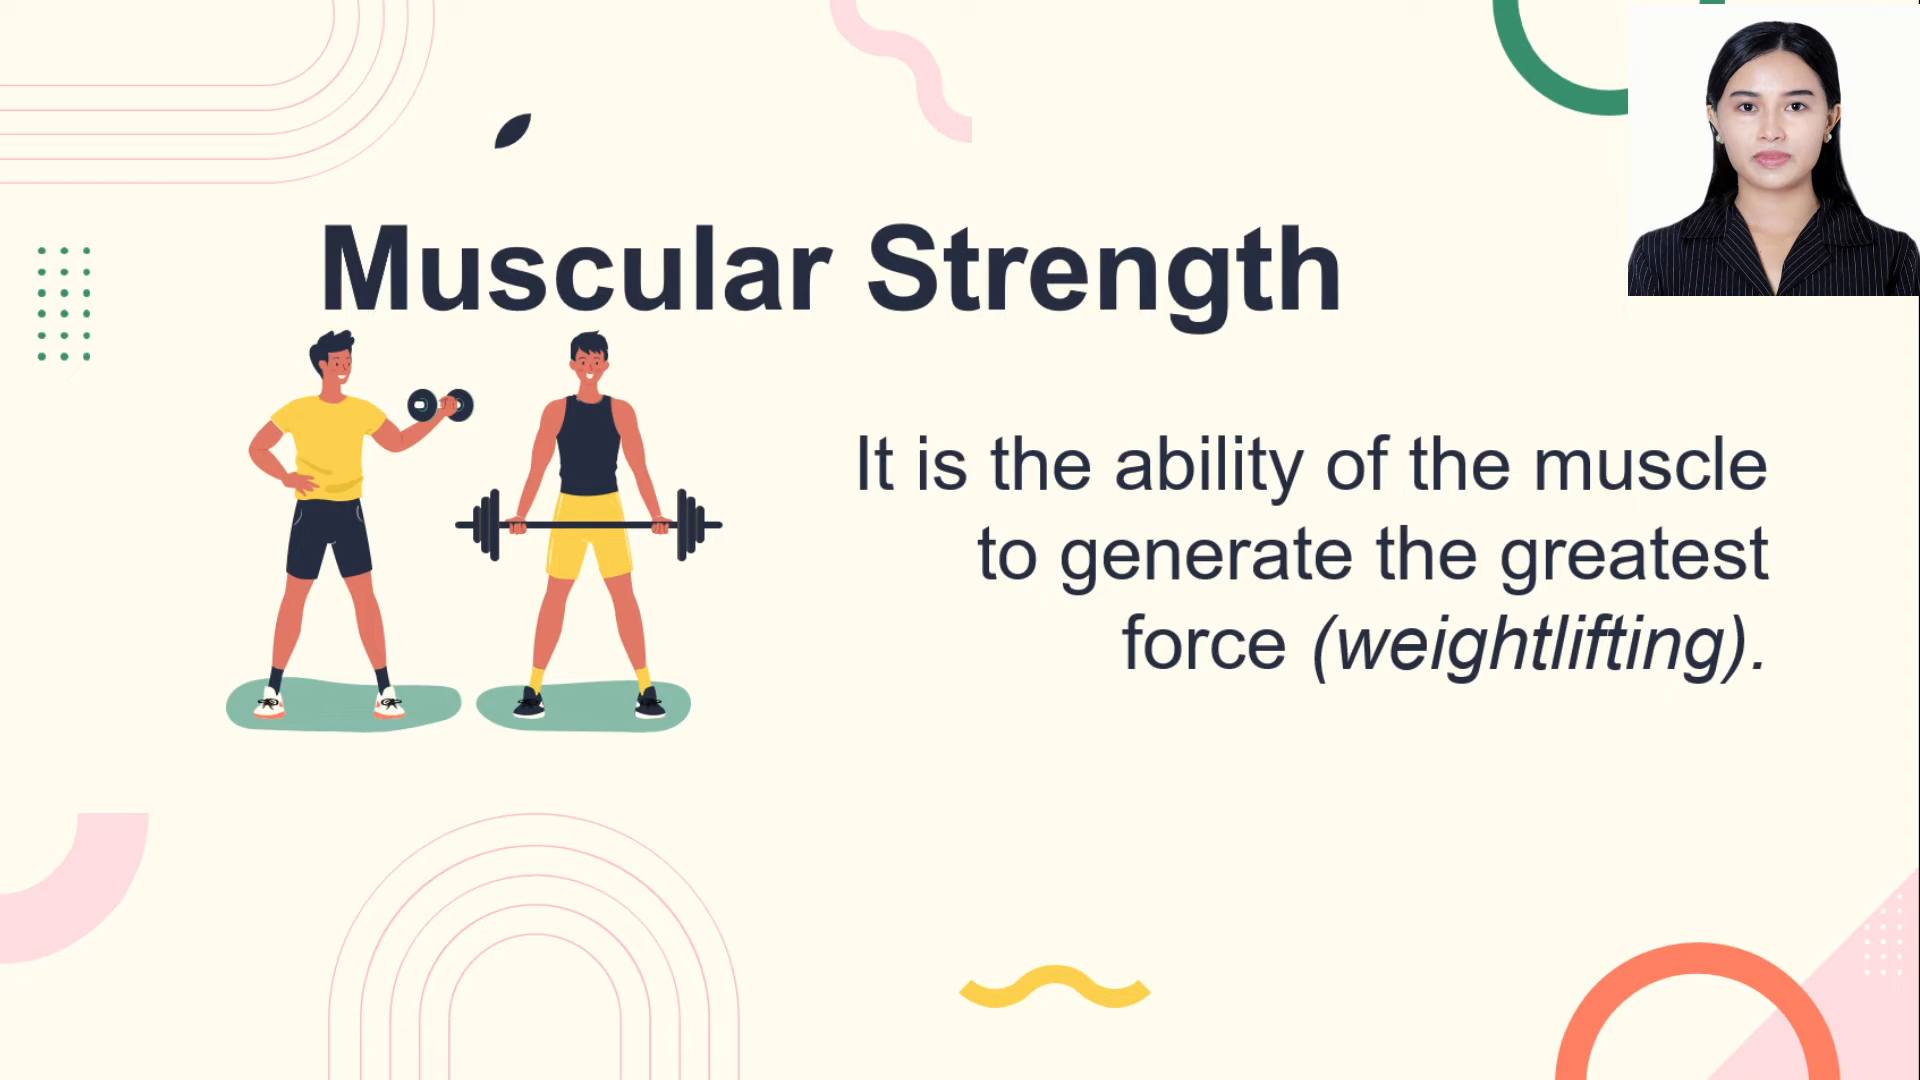 Muscular Strength
It is the ability of the muscle
to generate the greatest
force (weightlifting).